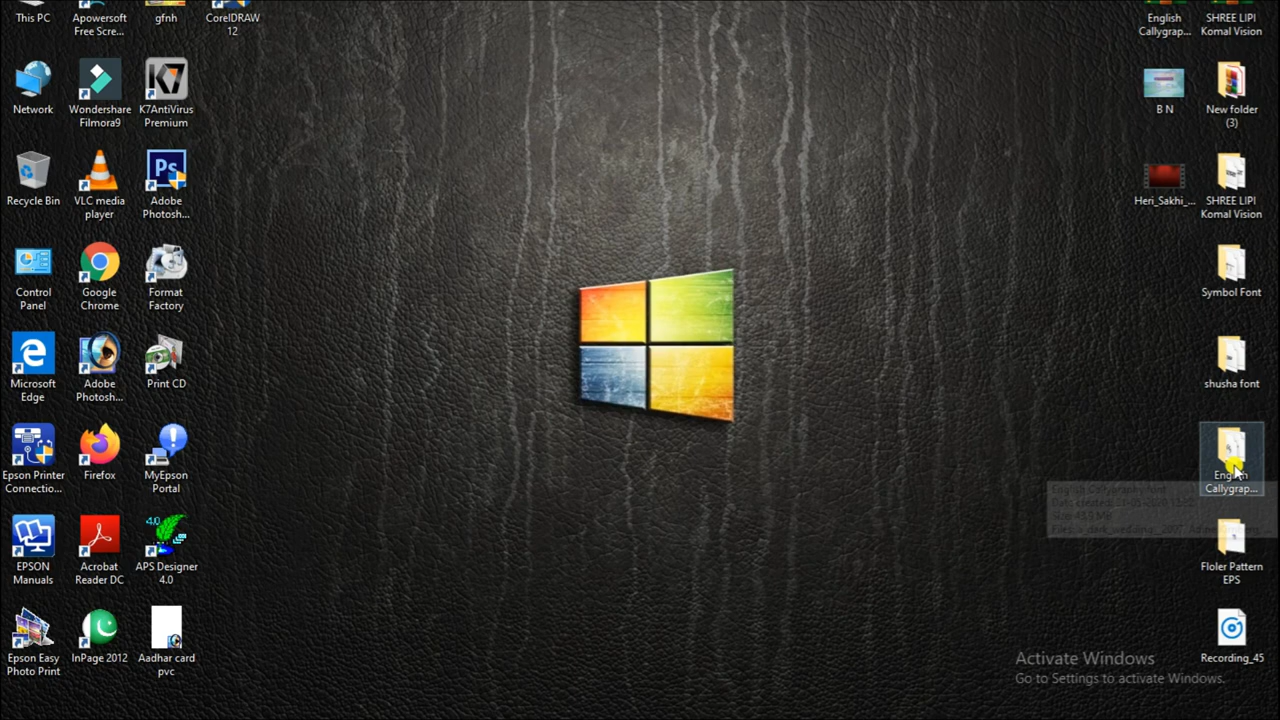 This PC
Apowersoft
Free Scre...
gfnh
CorelDRAW
12
English
Callygrap...
SHREE LIPI
Komal Vision
Network
Wondershare
Filmora9
K7AntiVirus
Premium
B N
New folder
(3)
Recycle Bin
VLC media
player
Adobe
Photosh...
Heri_Sakhi_...
SHREE LIPI
Komal Vision
Control
Panel
Google
Chrome
Format
Factory
Symbol Font
Microsoft
Edge
Adobe
Photosh...
Print CD
shusha font
Epson Printer
Connectio...
Firefox
MyEpson
Portal
English
Callygrap...
EPSON
Manuals
Acrobat
Reader DC
4.0
APS Designer
4.0
Floler Pattern
EPS
Epson Easy
Photo Print
InPage 2012
Aadhar card
pvc
Recording_45
Activate Windows
Go to Settings to activate Windows.